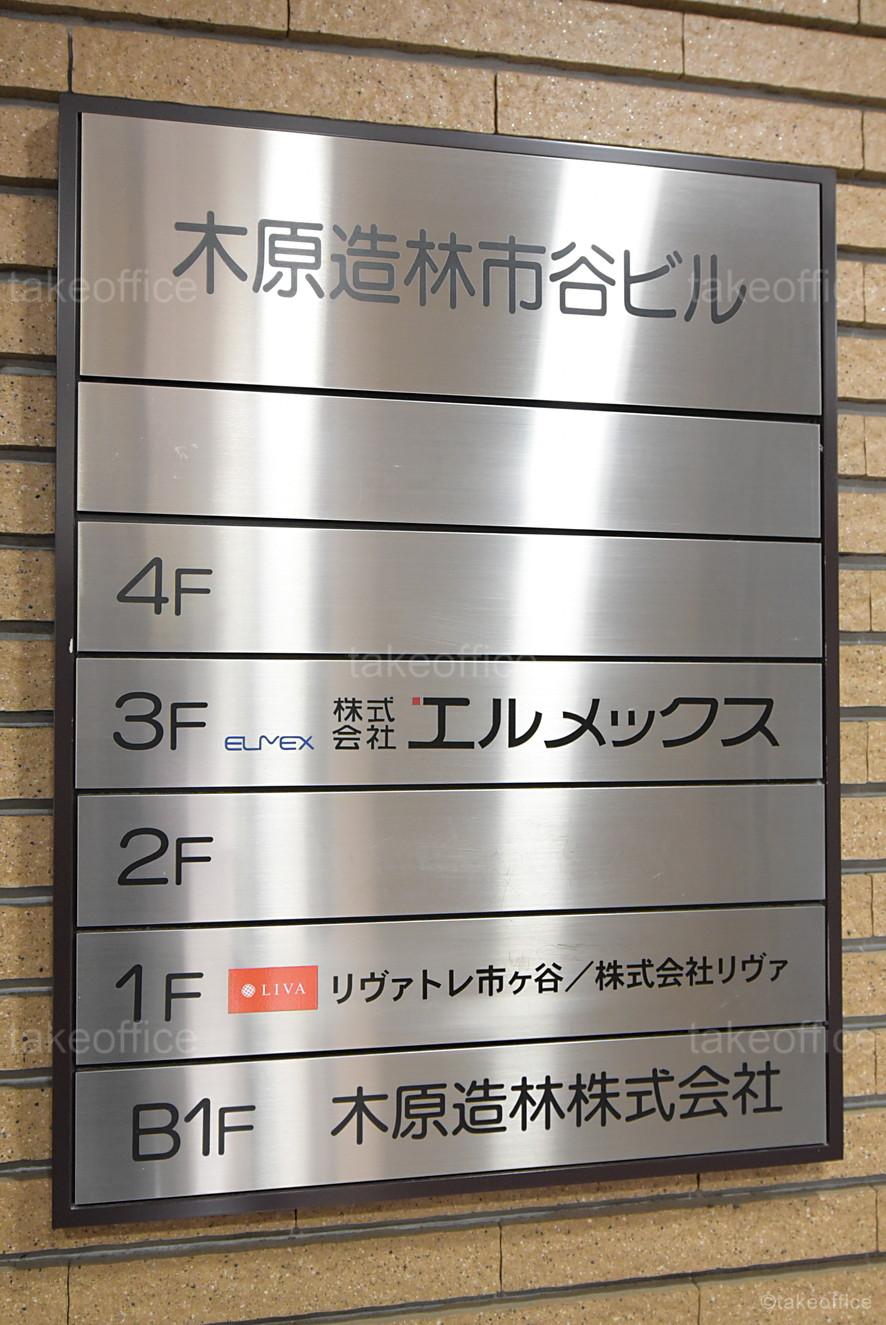 木原造林市谷ビル
takeoffice takeoffice
4F
takeoffice
3F ELMEX 株式会社 エルメックス
2F
1F LIVA リヴァトレ市ヶ谷／株式会社リヴァ
takeoffice takeoffice
B1F 木原造林株式会社
©takeoffice